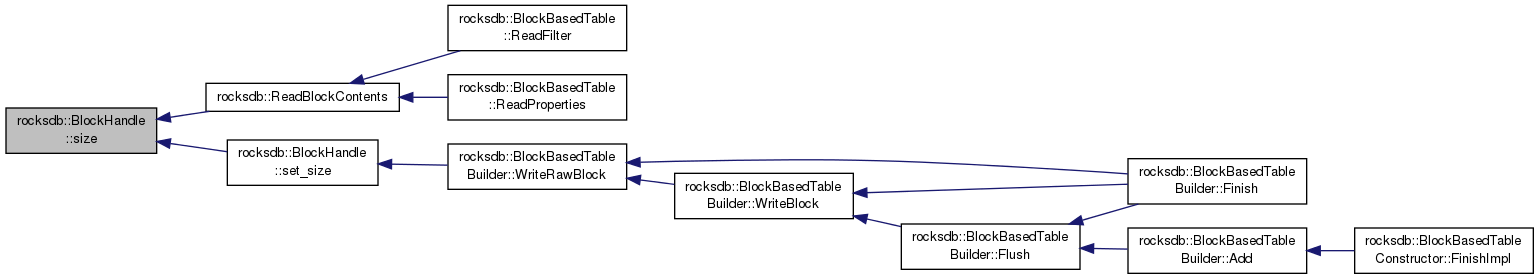 rocksdb::BlockHandle
::size
rocksdb::ReadBlockContents
rocksdb::BlockBasedTable
::ReadFilter
rocksdb::BlockBasedTable
::ReadProperties
rocksdb::BlockHandle
::set_size
rocksdb::BlockBasedTable
Builder::WriteRawBlock
rocksdb::BlockBasedTable
Builder::WriteBlock
rocksdb::BlockBasedTable
Builder::Flush
rocksdb::BlockBasedTable
Builder::Finish
rocksdb::BlockBasedTable
Builder::Add
rocksdb::BlockBasedTable
Constructor::FinishImpl